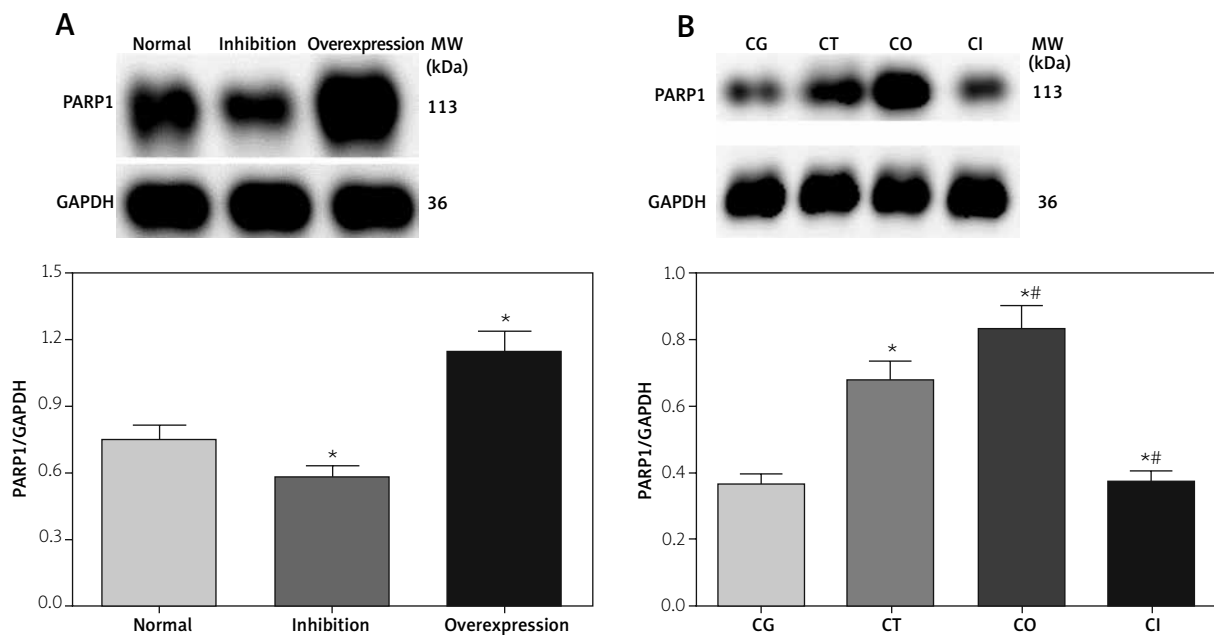 A
Normal Inhibition Overexpression MW
(kDa)
PARP1 113
GAPDH 36
1.5
1.2
0.9
0.6
0.3
0.0
PARP1/GAPDH
*
*
Normal Inhibition Overexpression
B
CG CT CO CI MW
(kDa)
PARP1 113
GAPDH 36
1.0
0.8
0.6
0.4
0.2
0.0
PARP1/GAPDH
*
*#
*#
CG CT CO CI